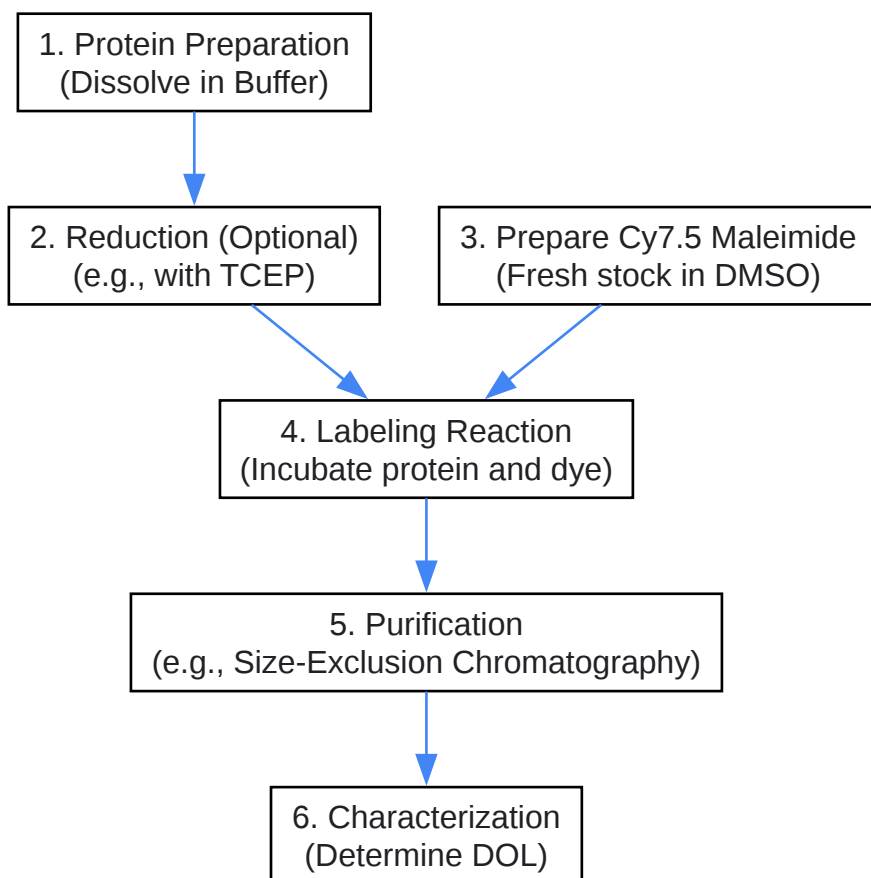 1. Protein Preparation
(Dissolve in Buffer)
2. Reduction (Optional)
(e.g., with TCEP)
3. Prepare Cy7.5 Maleimide
(Fresh stock in DMSO)
4. Labeling Reaction
(Incubate protein and dye)
5. Purification
(e.g., Size-Exclusion Chromatography)
6. Characterization
(Determine DOL)